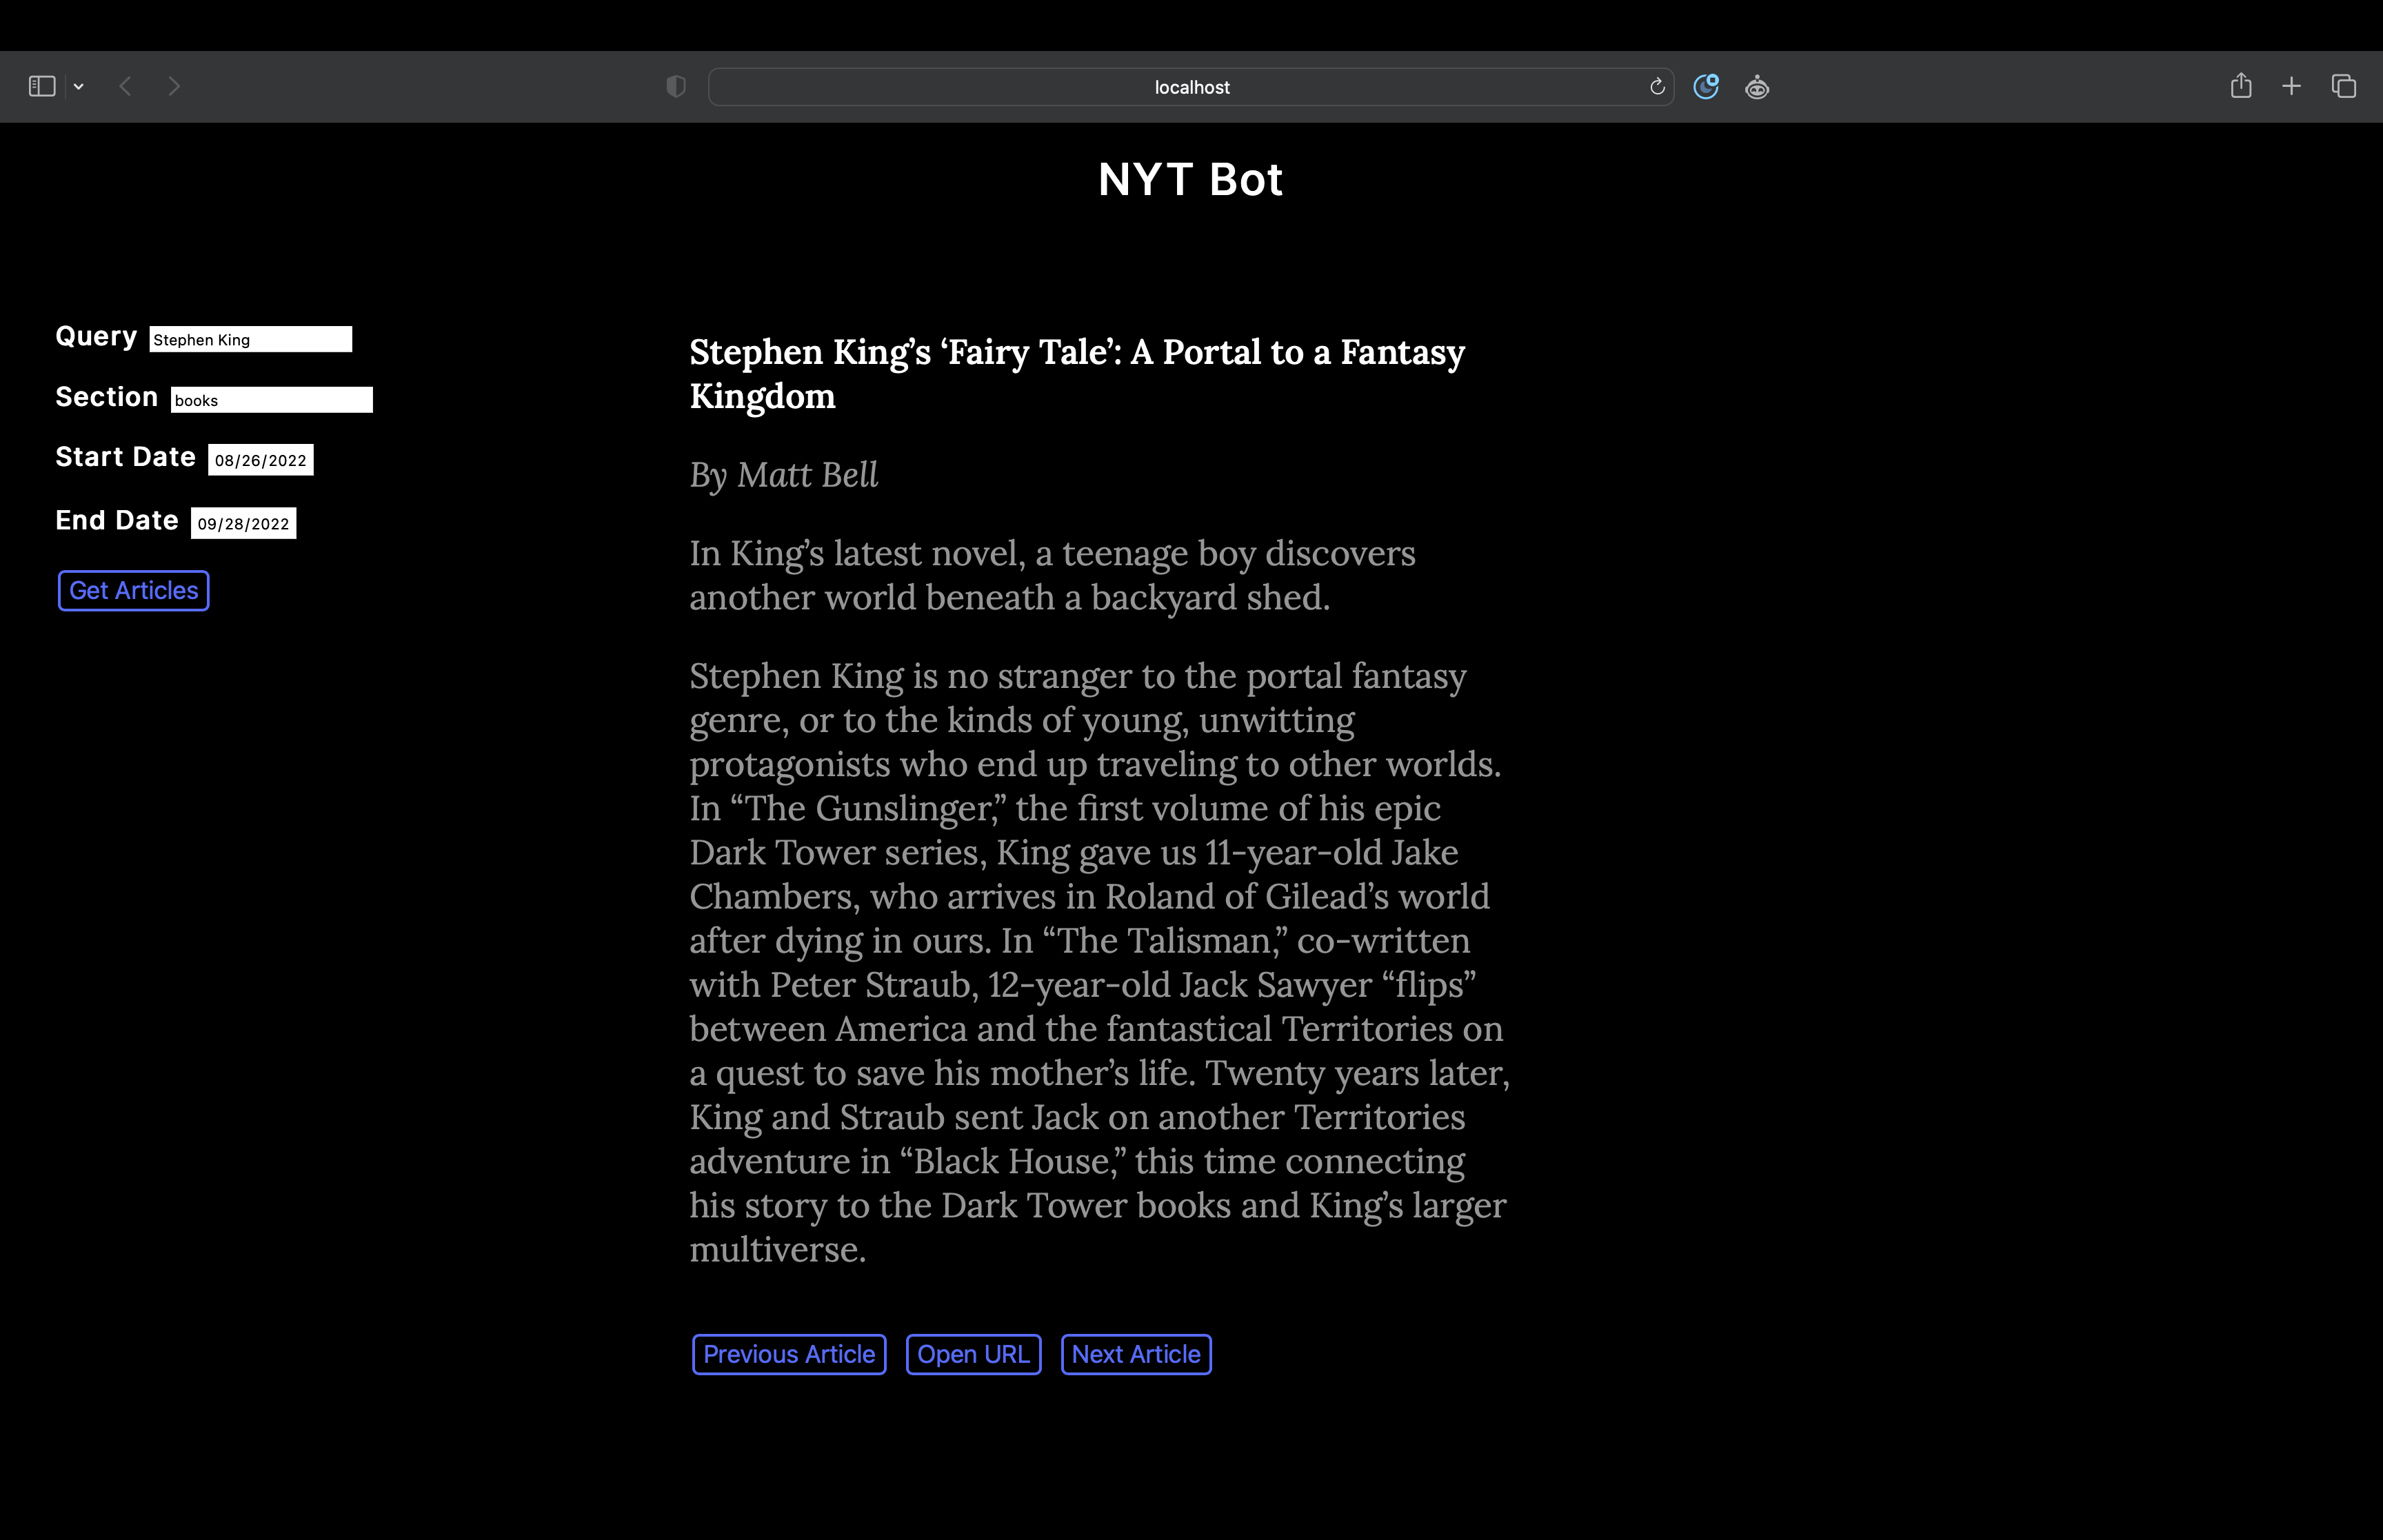 localhost
NYT Bot
Query Stephen King
Section books
Start Date 08/26/2022
End Date 09/28/2022
Get Articles
Stephen King’s ‘Fairy Tale’: A Portal to a Fantasy
Kingdom
By Matt Bell
In King’s latest novel, a teenage boy discovers
another world beneath a backyard shed.
Stephen King is no stranger to the portal fantasy
genre, or to the kinds of young, unwitting
protagonists who end up traveling to other worlds.
In “The Gunslinger,” the first volume of his epic
Dark Tower series, King gave us 11-year-old Jake
Chambers, who arrives in Roland of Gilead’s world
after dying in ours. In “The Talisman,” co-written
with Peter Straub, 12-year-old Jack Sawyer “flips”
between America and the fantastical Territories on
a quest to save his mother’s life. Twenty years later,
King and Straub sent Jack on another Territories
adventure in “Black House,” this time connecting
his story to the Dark Tower books and King’s larger
multiverse.
Previous Article Open URL Next Article